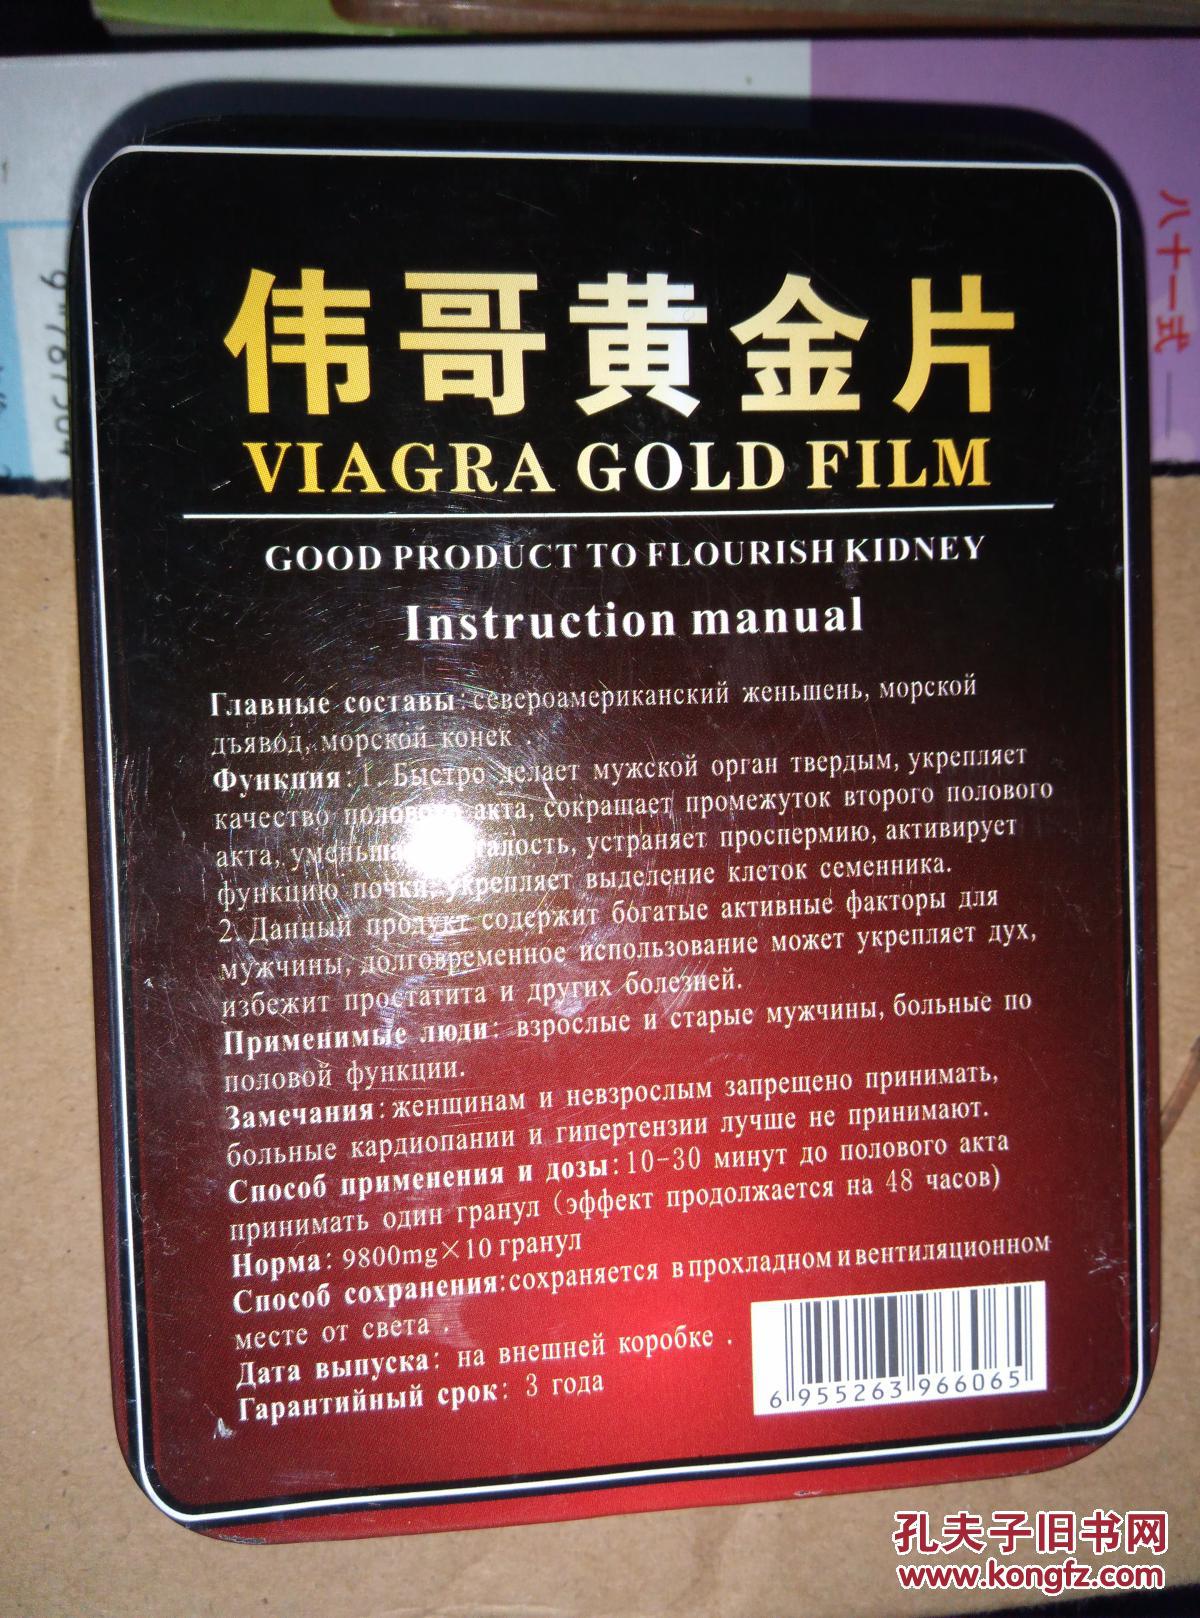 八十一式
伟哥黄金片
VIAGRA GOLD FILM
GOOD PRODUCT TO FLOURISH KIDNEY
Instruction manual
Главные составы: североамериканский женьшень, морской
дъявод, морской конек .
Функция: 1. Быстро делает мужской орган твердым, укрепляет
качество акта, сокращает промежуток второго полового
акта, устраняет проспермию, активирует
функцию почки, укрепляет выделение клеток семенника.
2. Данный продукт содержит богатые активные факторы для
мужчины, долговременное использование может укрепляет дух,
избежит простатита и других болезней.
Применимые люди: взрослые и старые мужчины, больные по
половой функции.
Замечания: женщинам и невзрослым запрещено принимать,
больные кардиопании и гипертензии лучше не принимают.
Способ применения и дозы: 10-30 минут до полового акта
принимать один гранул (эффект продолжается на 48 часов)
Норма: 9800mg×10 гранул
Способ сохранения: сохраняется в прохладном и вентиляционном
месте от света .
Дата выпуска: на внешней коробке .
Гарантийный срок: 3 года
6 955263 966065
孔夫子旧书网
www.kongfz.com